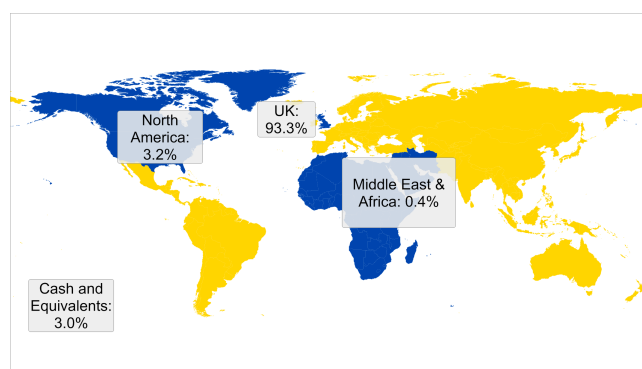 North
America:
3.2%
UK:
93.3%
Middle East &
Africa: 0.4%
Cash and
Equivalents:
3.0%